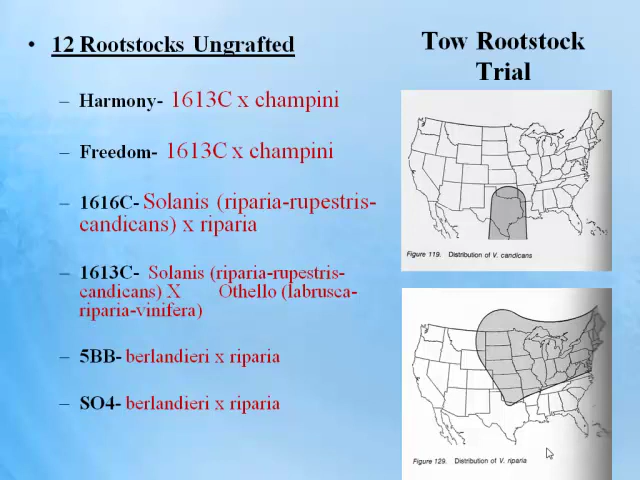 • 12 Rootstocks Ungrafted
Tow Rootstock
Trial
– Harmony- 1613C x champini
– Freedom- 1613C x champini
– 1616C- Solanis (riparia-rupestris-
candicans) x riparia
– 1613C- Solanis (riparia-rupestris-
candicans) X Othello (labrusca-
riparia-vinifera)
– 5BB- berlandieri x riparia
– SO4- berlandieri x riparia
Figure 119. Distribution of V. candicans
Figure 129. Distribution of V. riparia